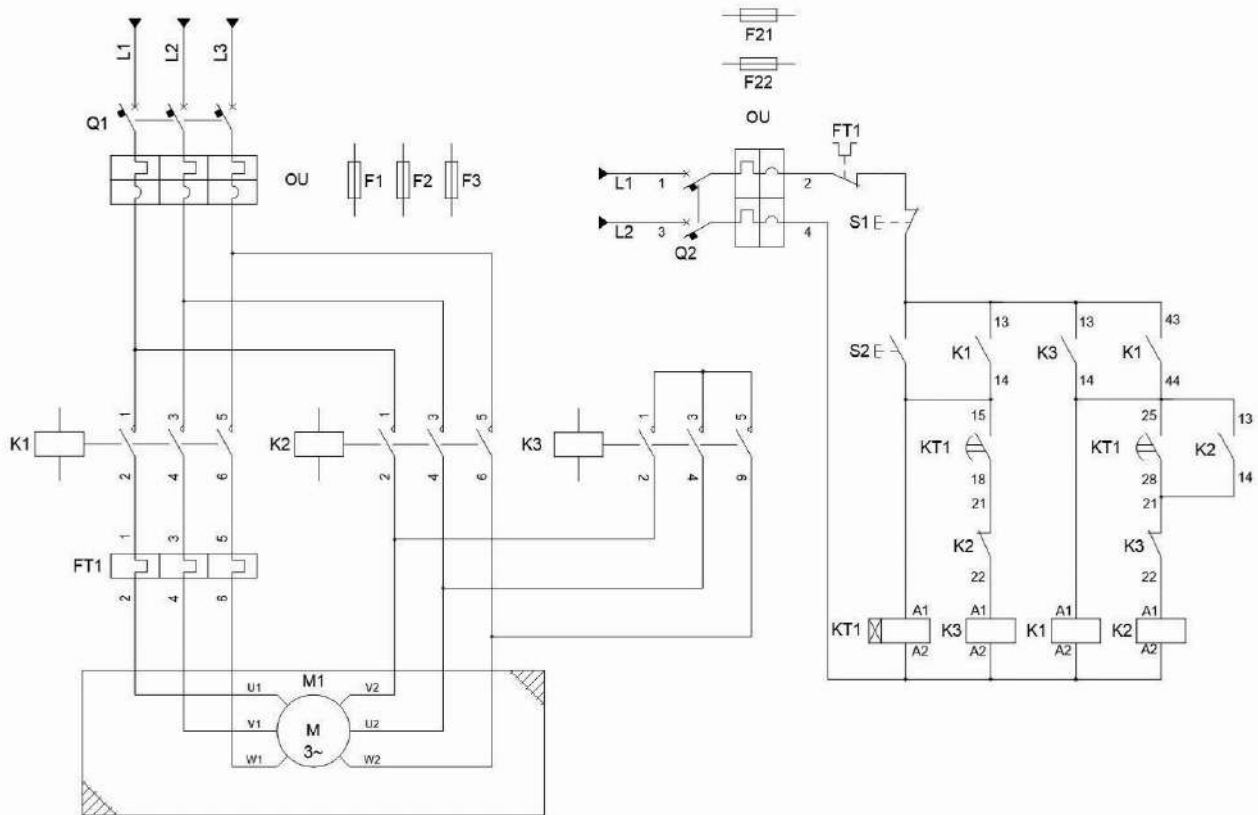 L1 L2 L3
Q1
OU
F1 F2 F3
K1
1 3 5
2 4 6
K2
1 3 5
2 4 6
K3
1 3 5
2 4 6
FT1
1 3 5
2 4 6
M1
U1 V2
V1 M U2
3~
W1 W2
F21
F22
OU
FT1
L1 1 2
L2 3 4
Q2
S1
13 13 43
S2 K1 K3 K1
14 14 44
15 25 13
KT1 KT1 K2
18 28 14
21 21
K2 K3
22 22
A1 A1 A1 A1
KT1 K3 K1 K2
A2 A2 A2 A2